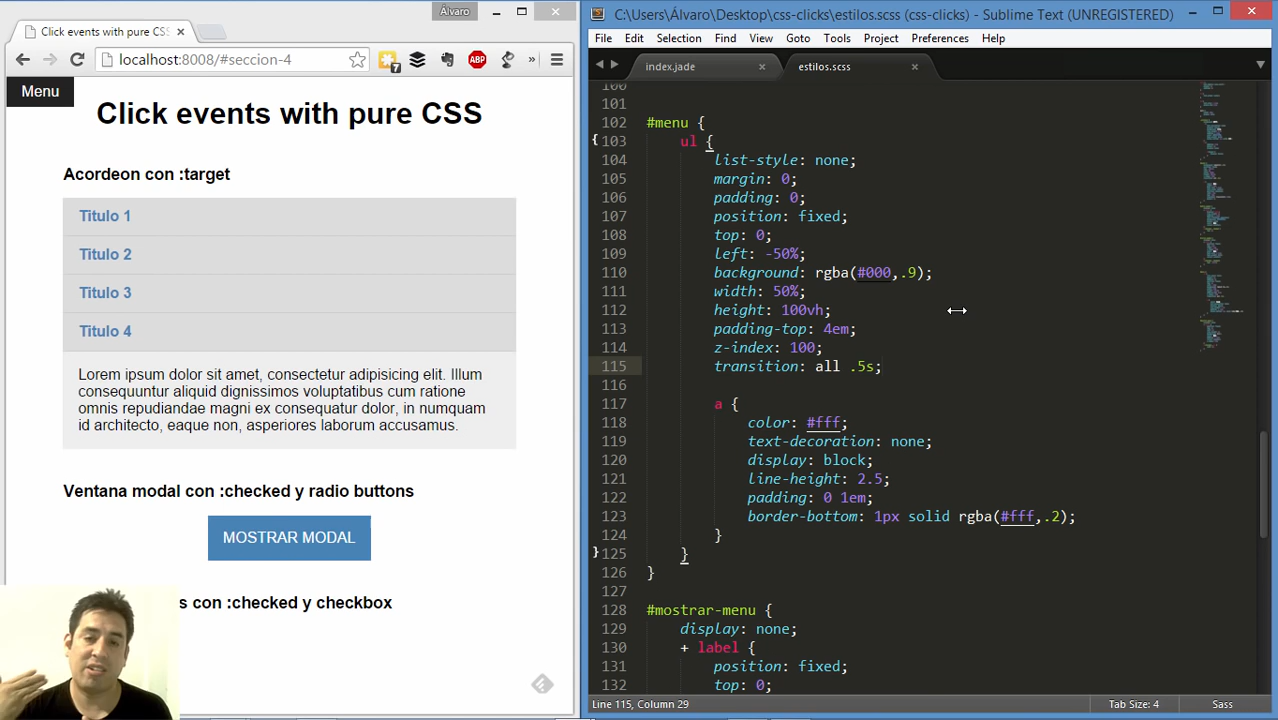 Álvaro
Click events with pure CSS
localhost:8008/#seccion-4
7
ABP
»
Menu
Click events with pure CSS
Acordeon con :target
Titulo 1
Titulo 2
Titulo 3
Titulo 4
Lorem ipsum dolor sit amet, consectetur adipisicing elit. Illum
consequuntur aliquid dignissimos voluptatibus cum ratione
omnis repudiandae magni ex consequatur dolor, in numquam
id architecto, eaque non, asperiores laborum accusamus.
Ventana modal con :checked y radio buttons
MOSTRAR MODAL
s con :checked y checkbox
C:\Users\Álvaro\Desktop\css-clicks\estilos.scss (css-clicks) - Sublime Text (UNREGISTERED)
File Edit Selection Find View Goto Tools Project Preferences Help
index.jade estilos.scss
100
101
102 #menu {
103 ul {
104 list-style: none;
105 margin: 0;
106 padding: 0;
107 position: fixed;
108 top: 0;
109 left: -50%;
110 background: rgba(#000,.9);
111 width: 50%;
112 height: 100vh;
113 padding-top: 4em;
114 z-index: 100;
115 transition: all .5s;
116
117 a {
118 color: #fff;
119 text-decoration: none;
120 display: block;
121 line-height: 2.5;
122 padding: 0 1em;
123 border-bottom: 1px solid rgba(#fff,.2);
124 }
125 }
126 }
127
128 #mostrar-menu {
129 display: none;
130 + label {
131 position: fixed;
132 top: 0;
Line 115, Column 29 Tab Size: 4 Sass